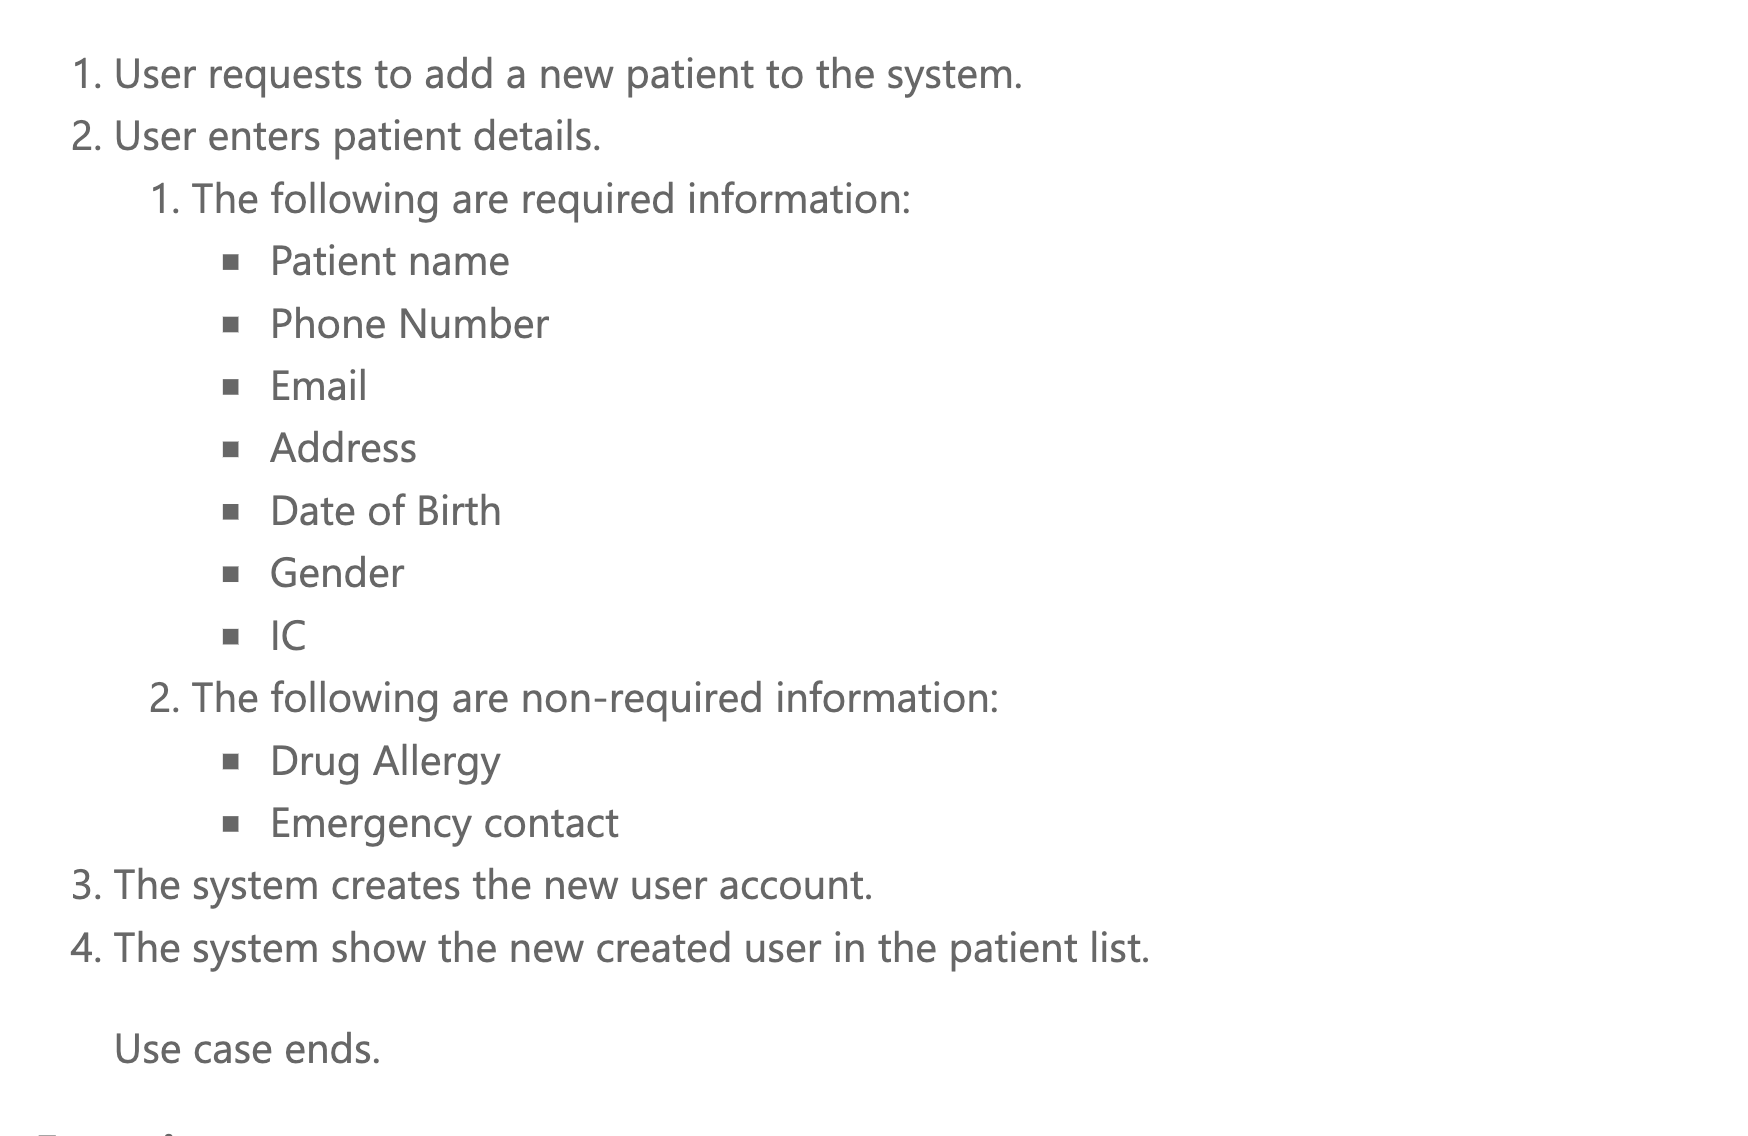 1. User requests to add a new patient to the system.
2. User enters patient details.
1. The following are required information:
▪ Patient name
▪ Phone Number
▪ Email
▪ Address
▪ Date of Birth
▪ Gender
▪ IC
2. The following are non-required information:
▪ Drug Allergy
▪ Emergency contact
3. The system creates the new user account.
4. The system show the new created user in the patient list.
Use case ends.